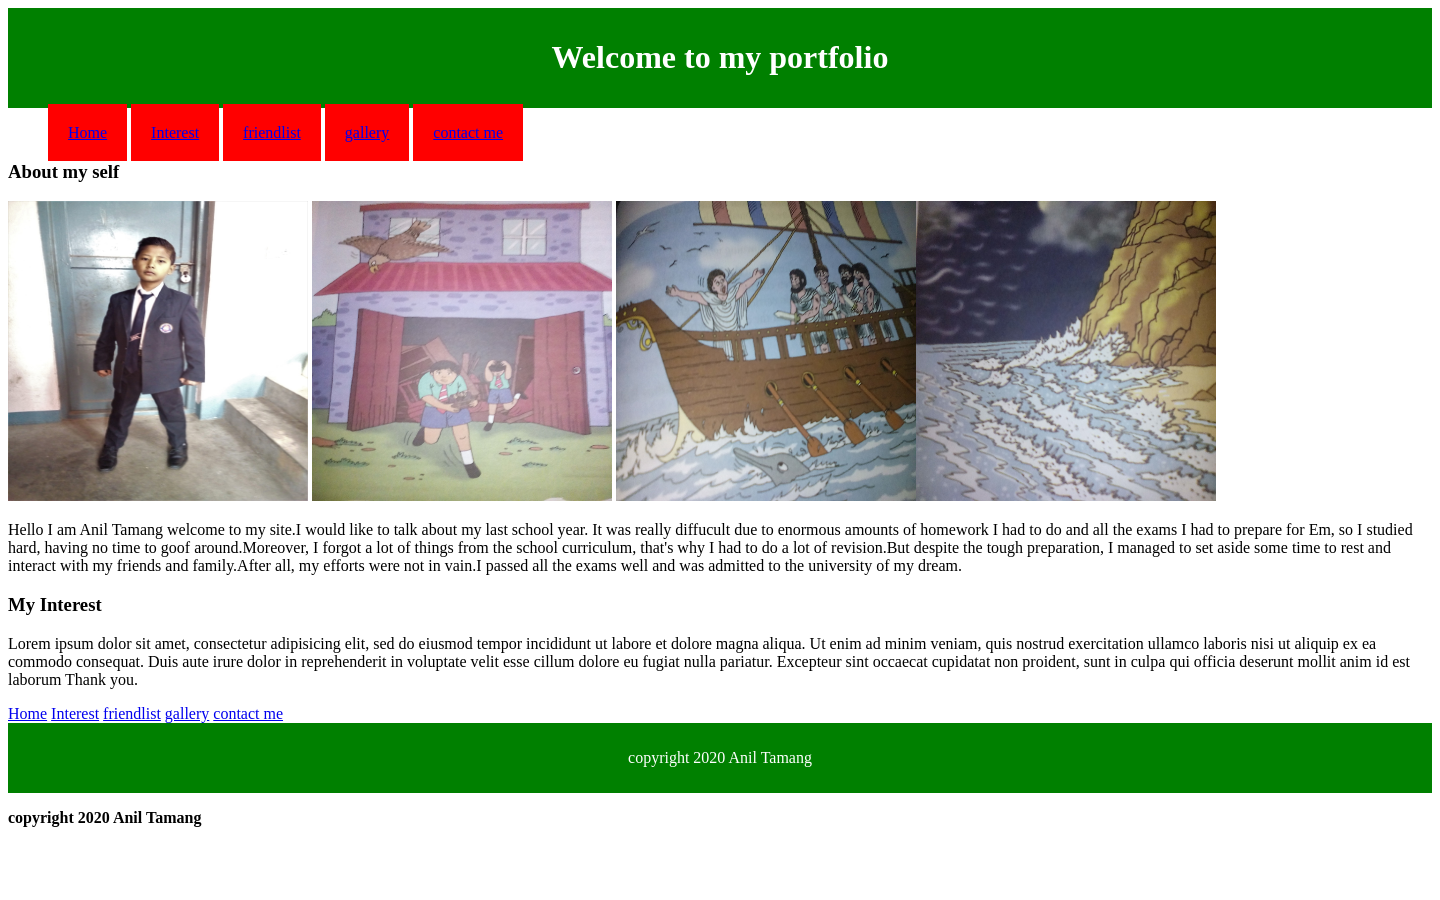 Welcome to my portfolio
Home Interest friendlist gallery contact me
About my self
Hello I am Anil Tamang welcome to my site.I would like to talk about my last school year. It was really diffucult due to enormous amounts of homework I had to do and all the exams I had to prepare for Em, so I studied
hard, having no time to goof around.Moreover, I forgot a lot of things from the school curriculum, that's why I had to do a lot of revision.But despite the tough preparation, I managed to set aside some time to rest and
interact with my friends and family.After all, my efforts were not in vain.I passed all the exams well and was admitted to the university of my dream.
My Interest
Lorem ipsum dolor sit amet, consectetur adipisicing elit, sed do eiusmod tempor incididunt ut labore et dolore magna aliqua. Ut enim ad minim veniam, quis nostrud exercitation ullamco laboris nisi ut aliquip ex ea
commodo consequat. Duis aute irure dolor in reprehenderit in voluptate velit esse cillum dolore eu fugiat nulla pariatur. Excepteur sint occaecat cupidatat non proident, sunt in culpa qui officia deserunt mollit anim id est
laborum Thank you.
Home Interest friendlist gallery contact me
copyright 2020 Anil Tamang
copyright 2020 Anil Tamang